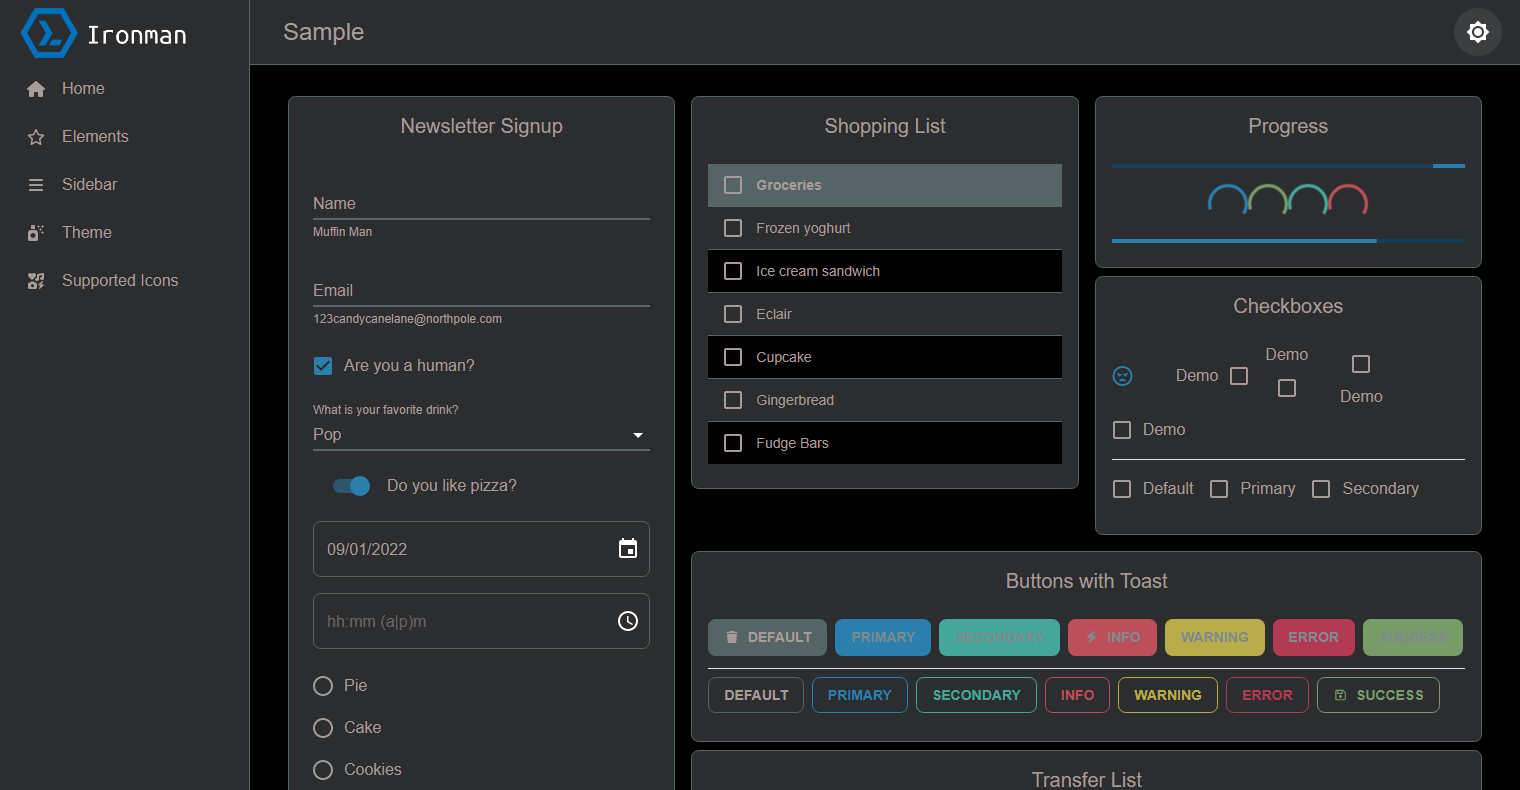 Ironman
Home
Elements
Sidebar
Theme
Supported Icons
Sample
Newsletter Signup
Name
Muffin Man
Email
123candycanelane@northpole.com
Are you a human?
What is your favorite drink?
Pop
Do you like pizza?
09/01/2022
hh:mm (a|p)m
Pie
Cake
Cookies
Shopping List
Groceries
Frozen yoghurt
Ice cream sandwich
Eclair
Cupcake
Gingerbread
Fudge Bars
Progress
Checkboxes
Demo
Demo
Demo
Demo
Default Primary Secondary
Buttons with Toast
DEFAULT PRIMARY SECONDARY INFO WARNING ERROR SUCCESS
DEFAULT PRIMARY SECONDARY INFO WARNING ERROR SUCCESS
Transfer List